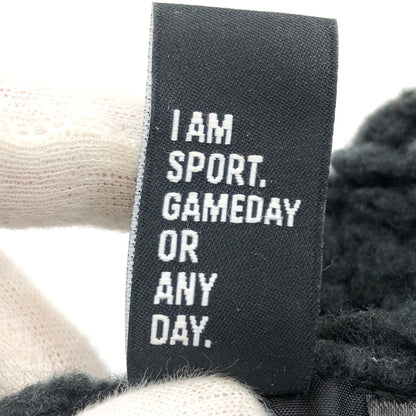 I AM
SPORT.
GAMEDAY
OR
ANY
DAY.